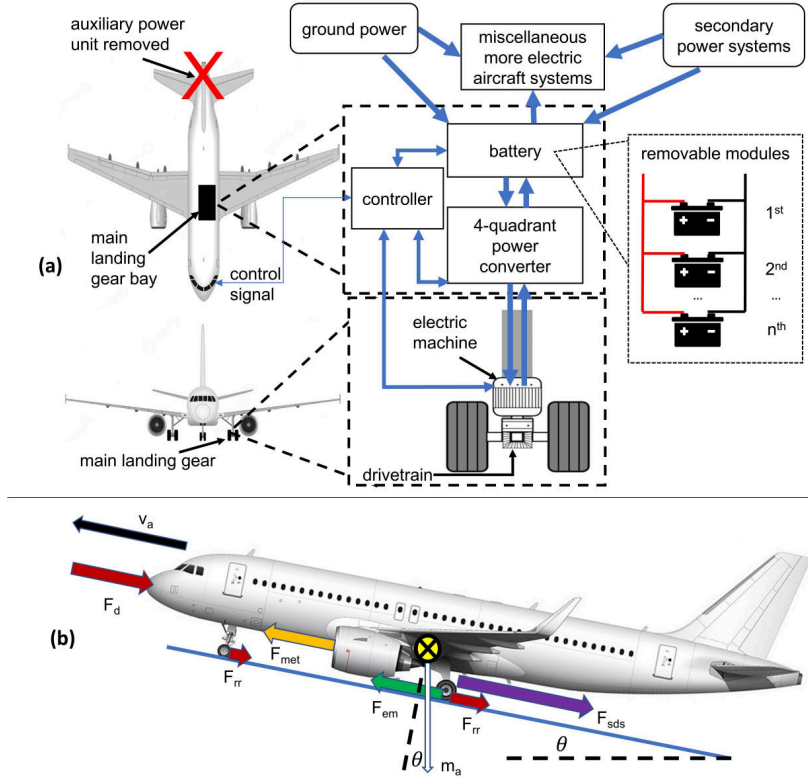 auxiliary power
unit removed
ground power
miscellaneous
more electric
aircraft systems
secondary
power systems
battery
controller
4-quadrant
power
converter
removable modules
1st
2nd
...
...
nth
main
landing
gear bay
(a)
control
signal
electric
machine
main landing gear
drivetrain
va
Fd
(b)
Fmet
Frr
Fem
Frr
Fsds
θ
ma
θ